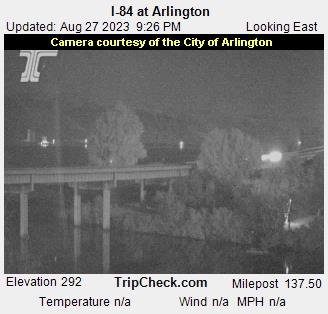 I-84 at Arlington
Updated: Aug 27 2023 9:26 PM Looking East
Camera courtesy of the City of Arlington
Elevation 292 TripCheck.com Milepost 137.50
Temperature n/a Wind n/a MPH n/a